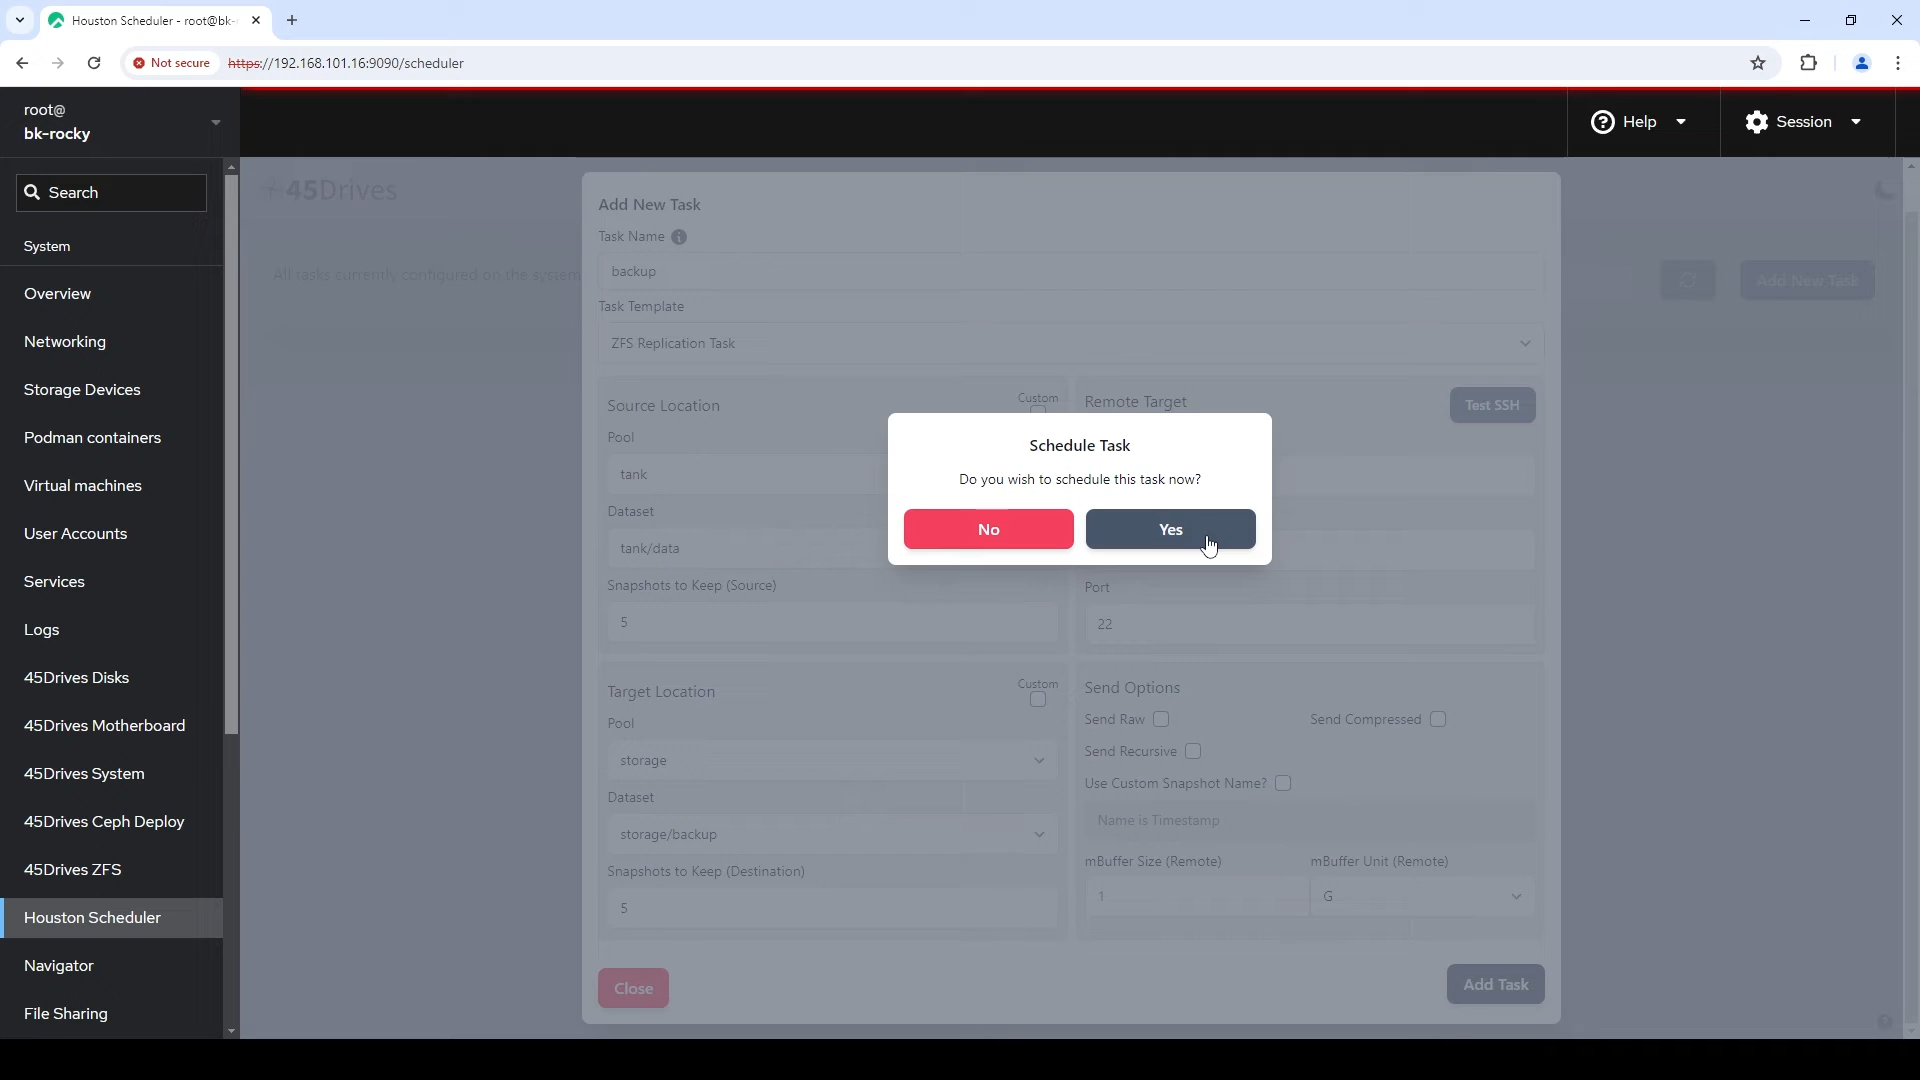 Houston Scheduler - root@bk-
Not secure
https://192.168.101.16:9090/scheduler
root@
bk-rocky
Help
Session
Search
System
Overview
Networking
Storage Devices
Podman containers
Virtual machines
User Accounts
Services
Logs
45Drives Disks
45Drives Motherboard
45Drives System
45Drives Ceph Deploy
45Drives ZFS
Houston Scheduler
Navigator
File Sharing
45Drives
All tasks currently configured on the system
Add New Task
Add New Task
Task Name
backup
Task Template
ZFS Replication Task
Source Location
Custom
Pool
tank
Dataset
tank/data
Snapshots to Keep (Source)
5
Remote Target
Test SSH
Port
22
Schedule Task
Do you wish to schedule this task now?
No
Yes
Target Location
Custom
Pool
storage
Dataset
storage/backup
Snapshots to Keep (Destination)
5
Send Options
Send Raw
Send Compressed
Send Recursive
Use Custom Snapshot Name?
Name is Timestamp
mBuffer Size (Remote)
mBuffer Unit (Remote)
1
G
Close
Add Task